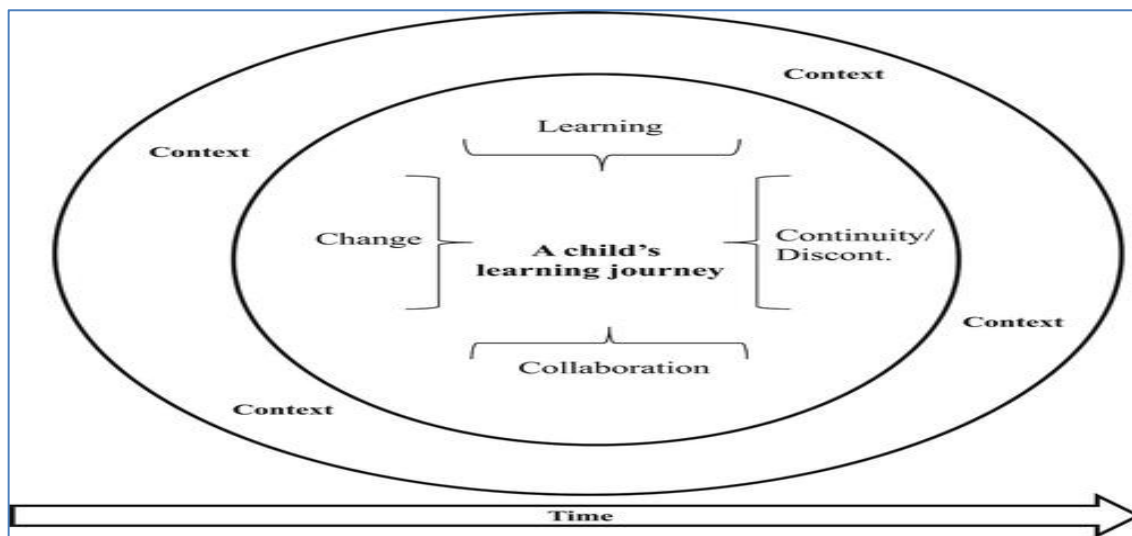 Context
Learning
Context
Change
Continuity/
Discont.
A child's
learning journey
Context
Collaboration
Context
Time